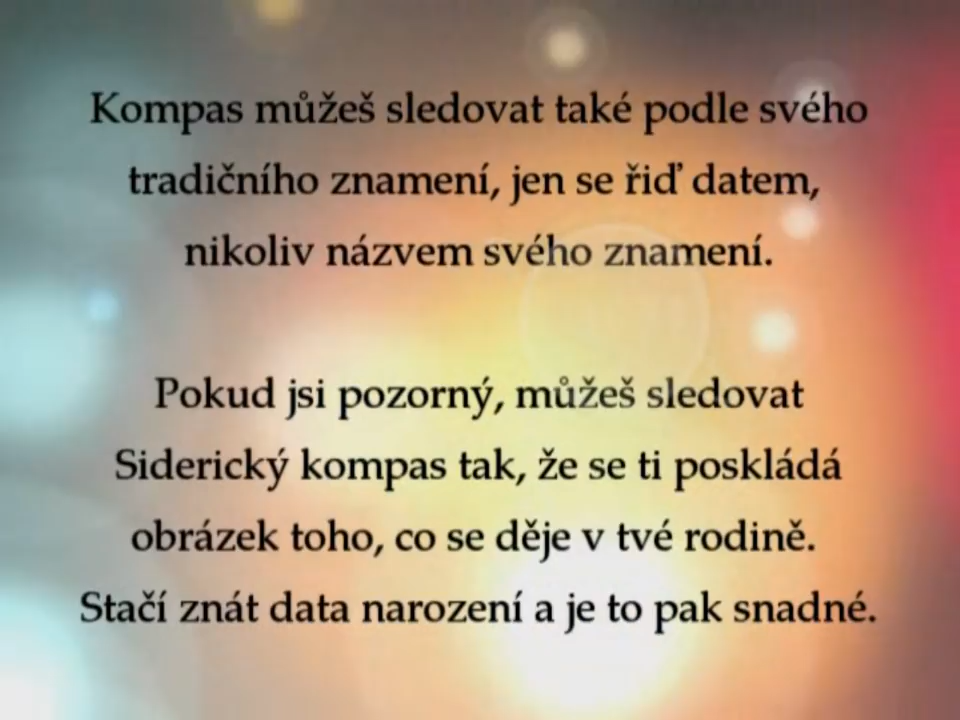 Kompas můžeš sledovat také podle svého
tradičního znamení, jen se řiď datem,
nikoliv názvem svého znamení.
Pokud jsi pozorný, můžeš sledovat
Siderický kompas tak, že se ti poskládá
obrázek toho, co se děje v tvé rodině.
Stačí znát data narození a je to pak snadné.